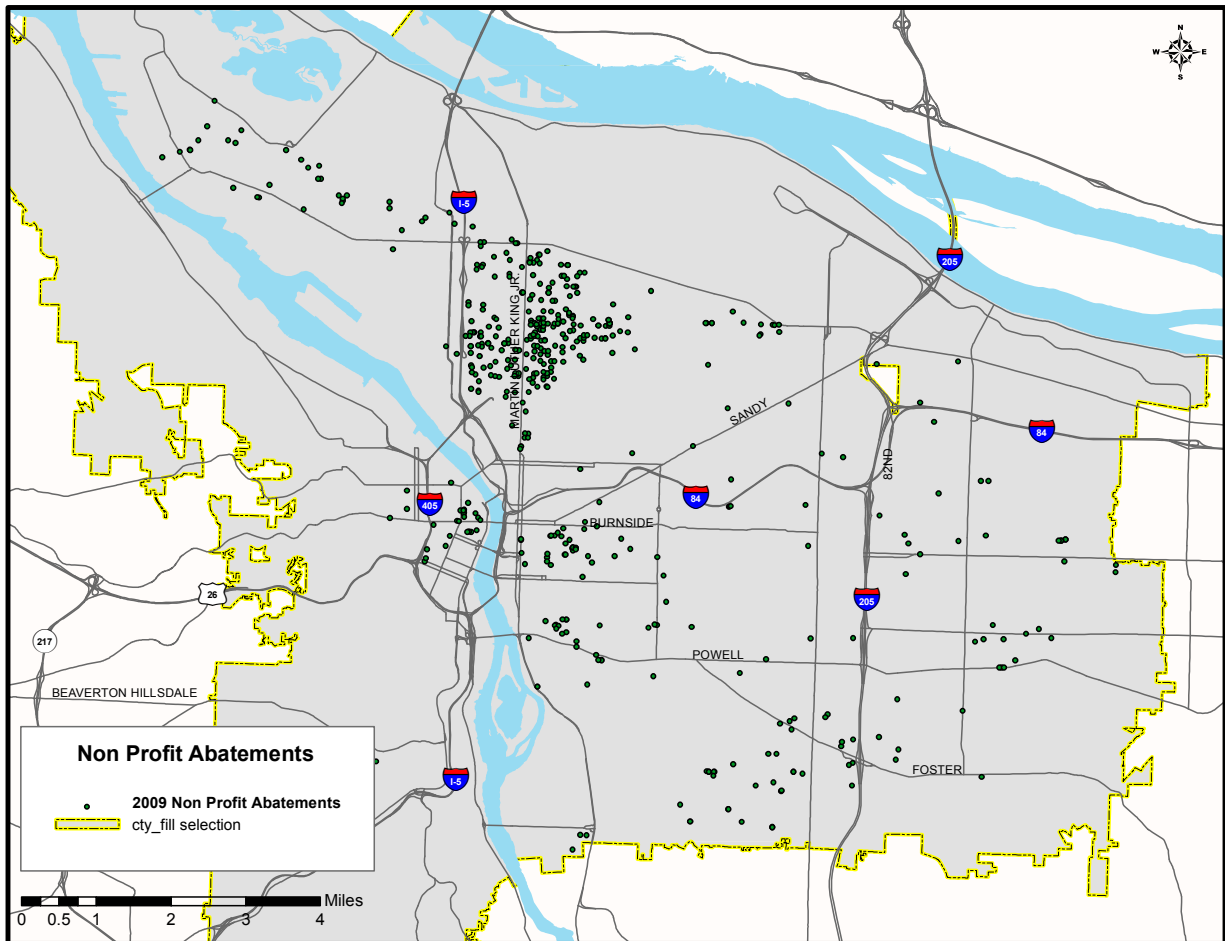 N
W E
S
I-5
205
MARTIN LUTHER KING JR.
SANDY
84
82ND
84
405
BURNSIDE
26
205
217
POWELL
BEAVERTON HILLSDALE
FOSTER
I-5
Non Profit Abatements
2009 Non Profit Abatements
cty_fill selection
Miles
0 0.5 1 2 3 4